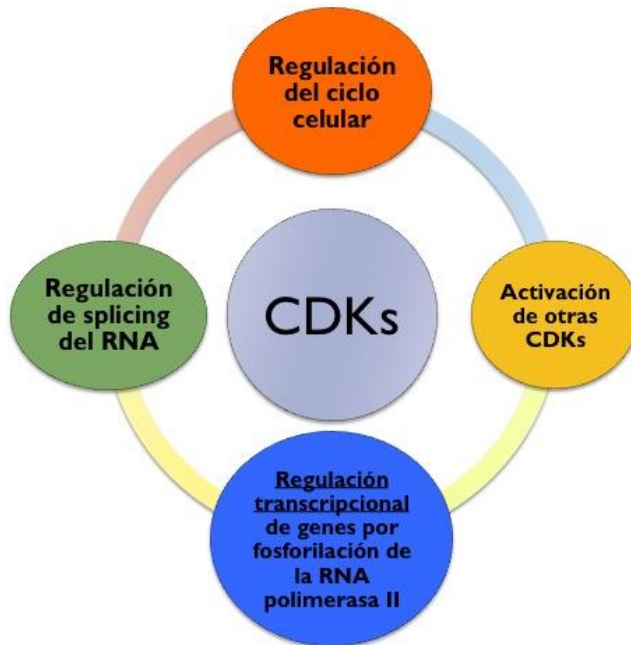 Regulación
del ciclo
celular
Regulación
de splicing
del RNA
CDKs
Activación
de otras
CDKs
Regulación
transcripcional
de genes por
fosforilación de
la RNA
polimerasa II